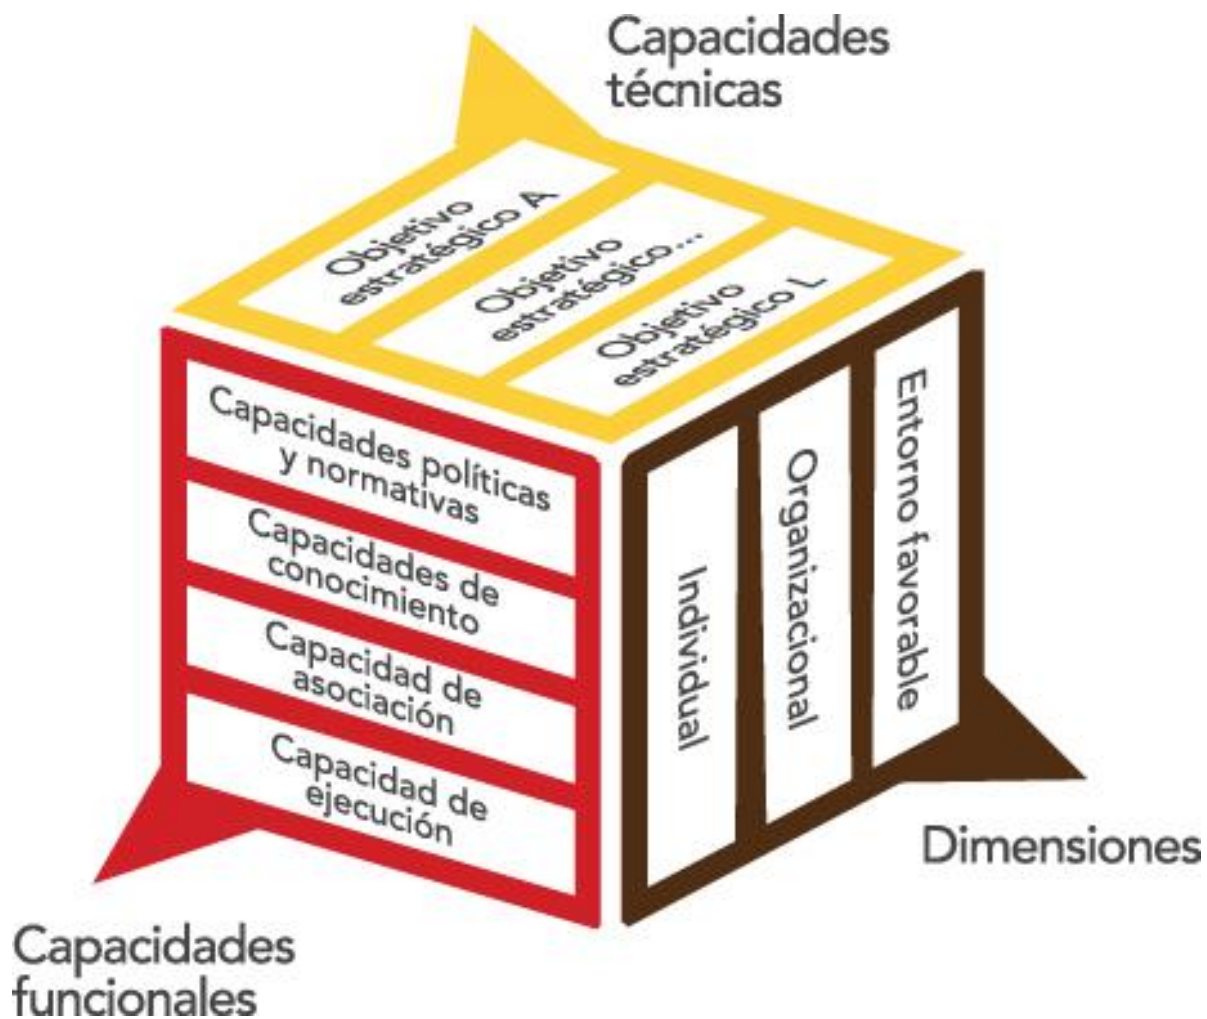 Capacidades
técnicas
Objetivo
estratégico A
Objetivo
estratégico...
Objetivo
estratégico L
Capacidades políticas
y normativas
Capacidades de
conocimiento
Capacidad de
asociación
Capacidad de
ejecución
Individual
Organizacional
Entorno favorable
Dimensiones
Capacidades
funcionales